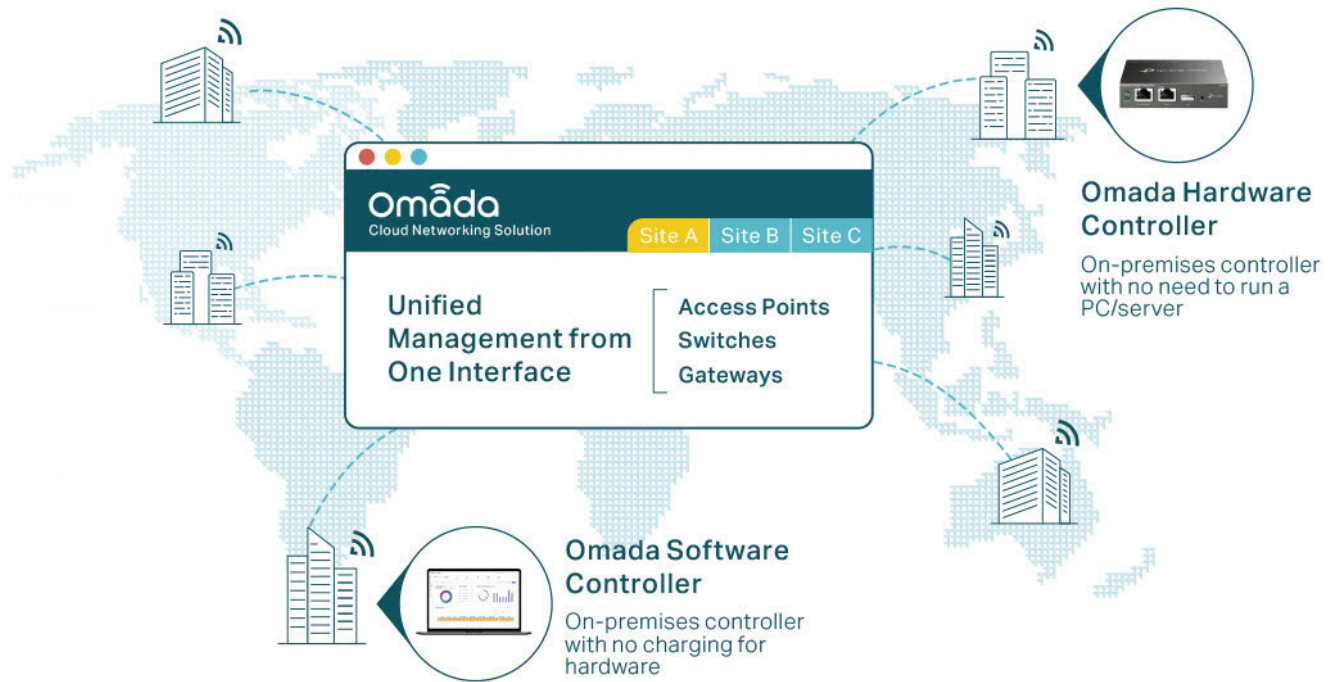 Omada
Cloud Networking Solution
Site A
Site B
Site C
Unified
Management from
One Interface
Access Points
Switches
Gateways
Omada Hardware
Controller
On-premises controller
with no need to run a
PC/server
Omada Software
Controller
On-premises controller
with no charging for
hardware